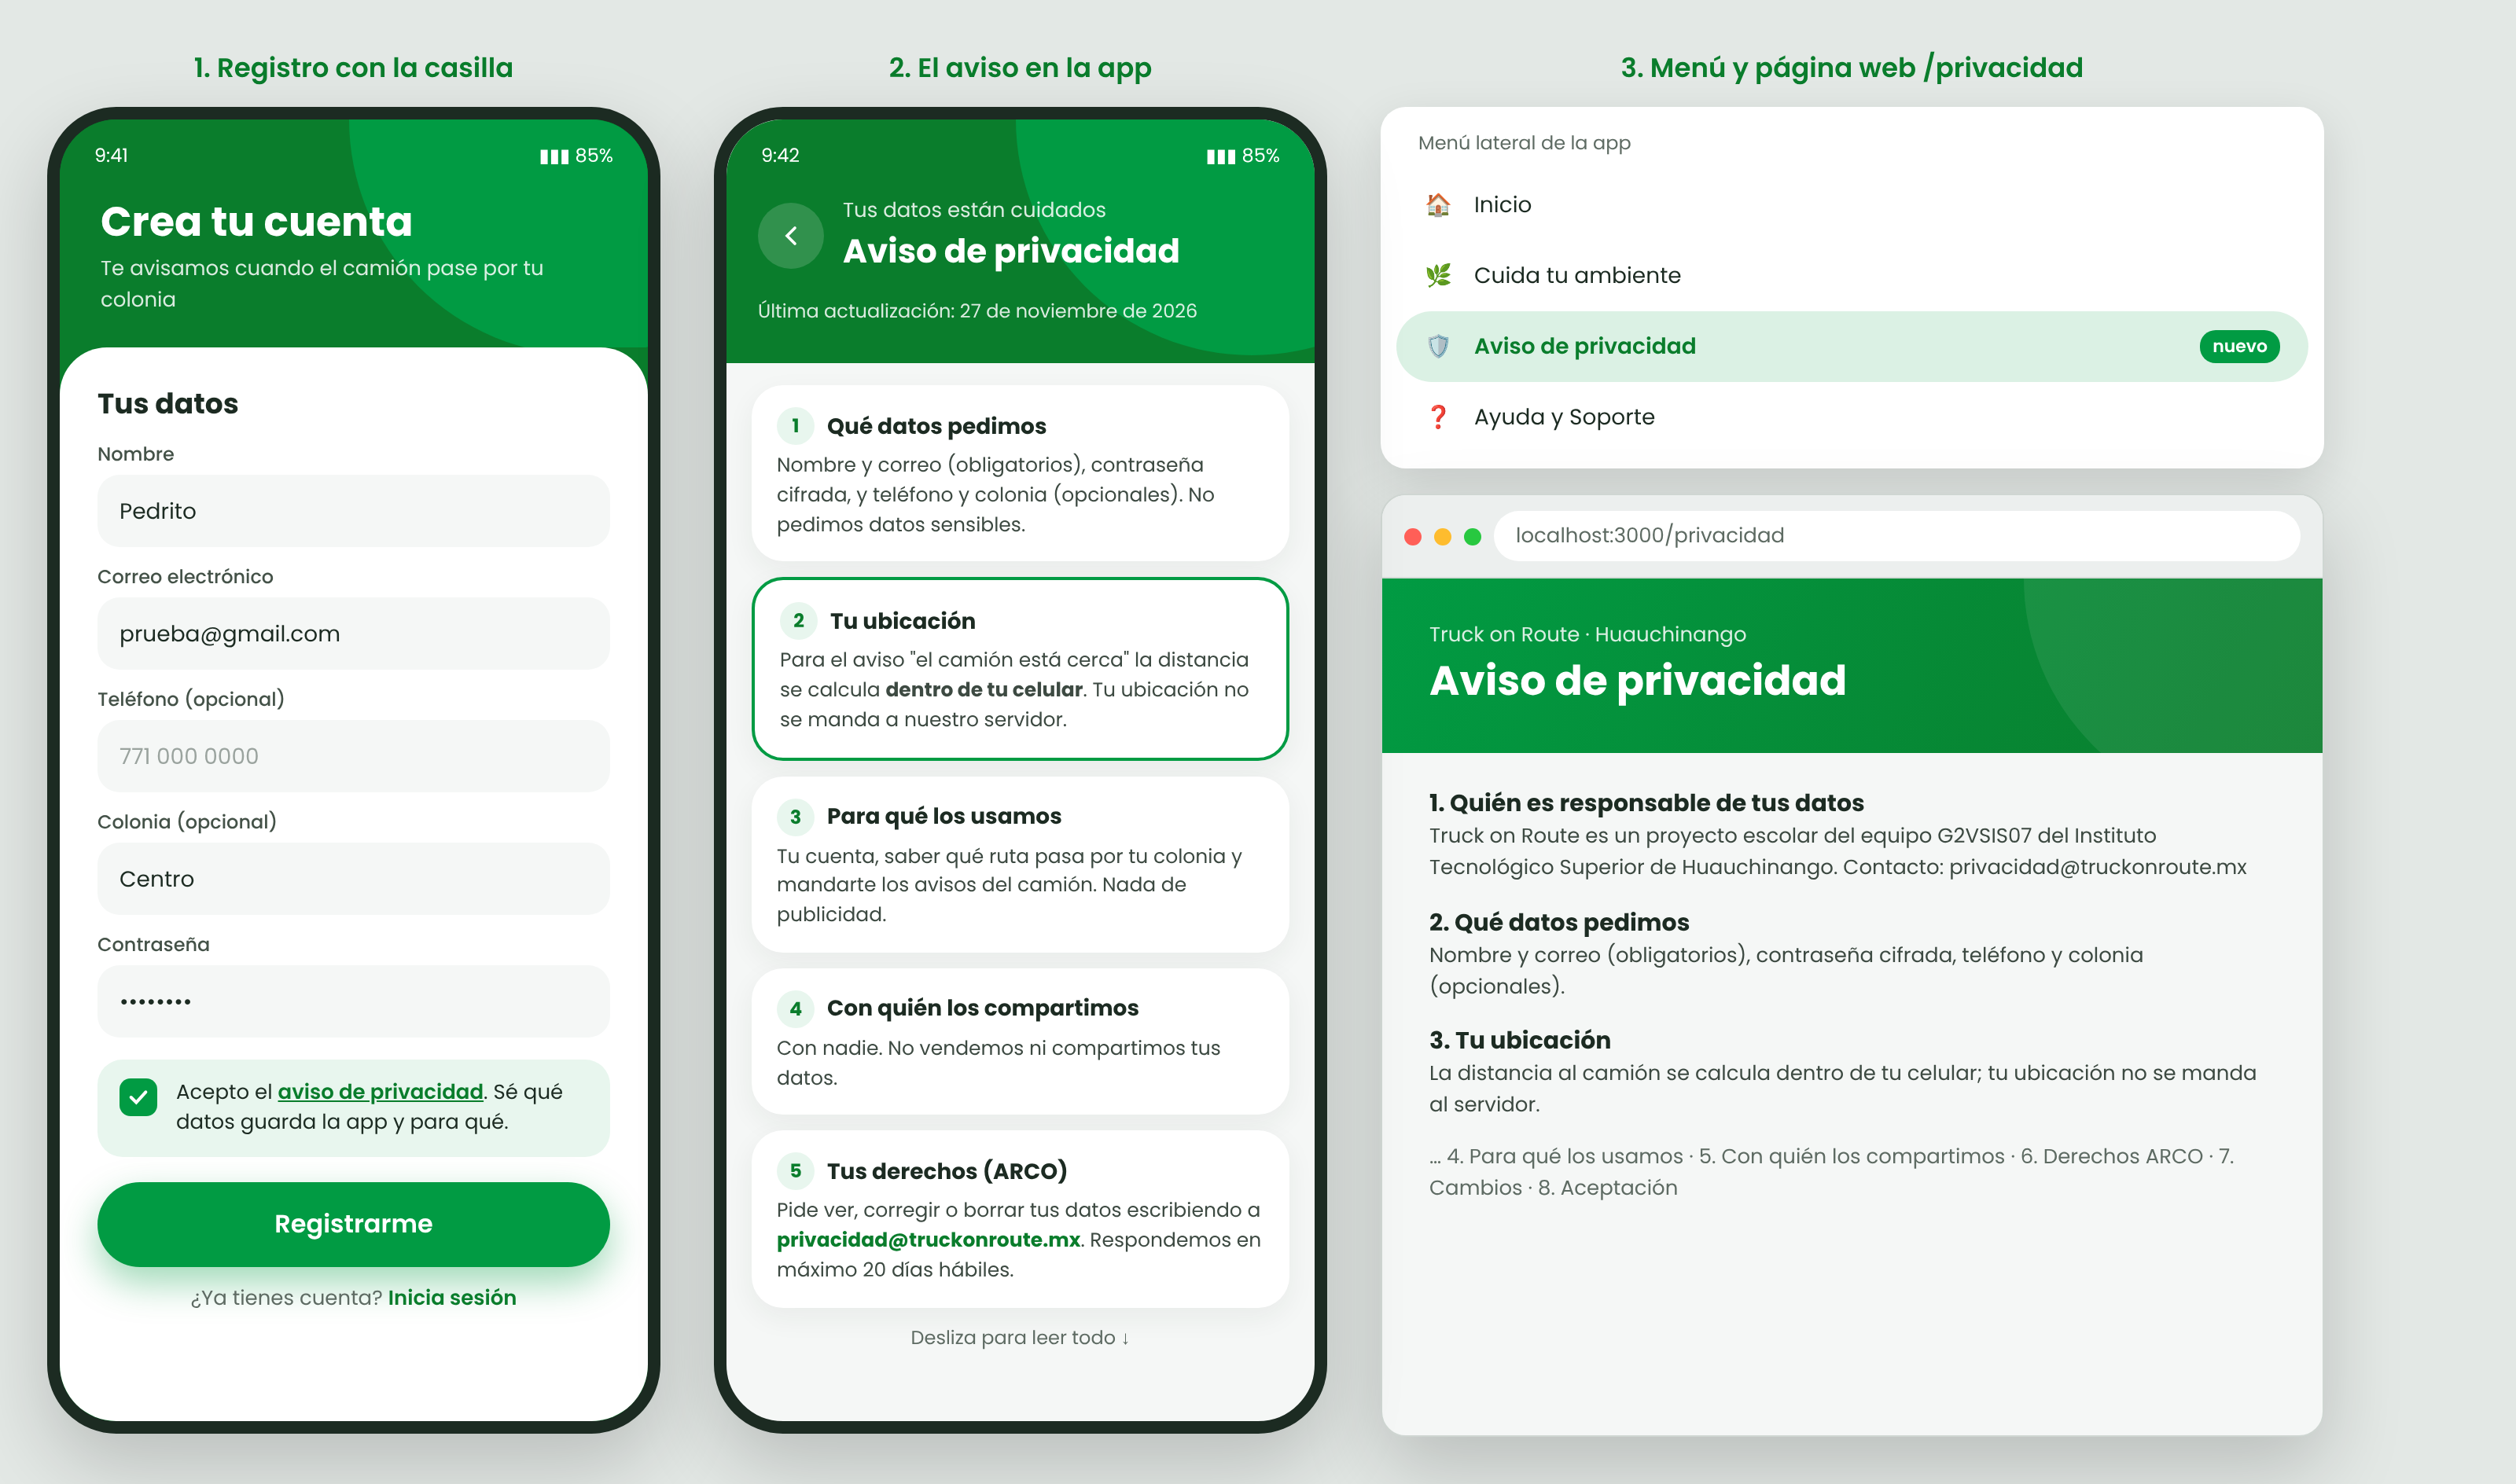 1. Registro con la casilla
9:41
85%
Crea tu cuenta
Te avisamos cuando el camión pase por tu
colonia
Tus datos
Nombre
Pedrito
Correo electrónico
prueba@gmail.com
Teléfono (opcional)
771 000 0000
Colonia (opcional)
Centro
Contraseña
••••••••
Acepto el aviso de privacidad. Sé qué
datos guarda la app y para qué.
Registrarme
¿Ya tienes cuenta? Inicia sesión
2. El aviso en la app
9:42
85%
Tus datos están cuidados
Aviso de privacidad
Última actualización: 27 de noviembre de 2026
1 Qué datos pedimos
Nombre y correo (obligatorios), contraseña
cifrada, y teléfono y colonia (opcionales). No
pedimos datos sensibles.
2 Tu ubicación
Para el aviso "el camión está cerca" la distancia
se calcula dentro de tu celular. Tu ubicación no
se manda a nuestro servidor.
3 Para qué los usamos
Tu cuenta, saber qué ruta pasa por tu colonia y
mandarte los avisos del camión. Nada de
publicidad.
4 Con quién los compartimos
Con nadie. No vendemos ni compartimos tus
datos.
5 Tus derechos (ARCO)
Pide ver, corregir o borrar tus datos escribiendo a
privacidad@truckonroute.mx. Respondemos en
máximo 20 días hábiles.
Desliza para leer todo ↓
3. Menú y página web /privacidad
Menú lateral de la app
Inicio
Cuida tu ambiente
Aviso de privacidad nuevo
Ayuda y Soporte
localhost:3000/privacidad
Truck on Route · Huauchinango
Aviso de privacidad
1. Quién es responsable de tus datos
Truck on Route es un proyecto escolar del equipo G2VSIS07 del Instituto
Tecnológico Superior de Huauchinango. Contacto: privacidad@truckonroute.mx
2. Qué datos pedimos
Nombre y correo (obligatorios), contraseña cifrada, teléfono y colonia
(opcionales).
3. Tu ubicación
La distancia al camión se calcula dentro de tu celular; tu ubicación no se manda
al servidor.
... 4. Para qué los usamos · 5. Con quién los compartimos · 6. Derechos ARCO · 7.
Cambios · 8. Aceptación